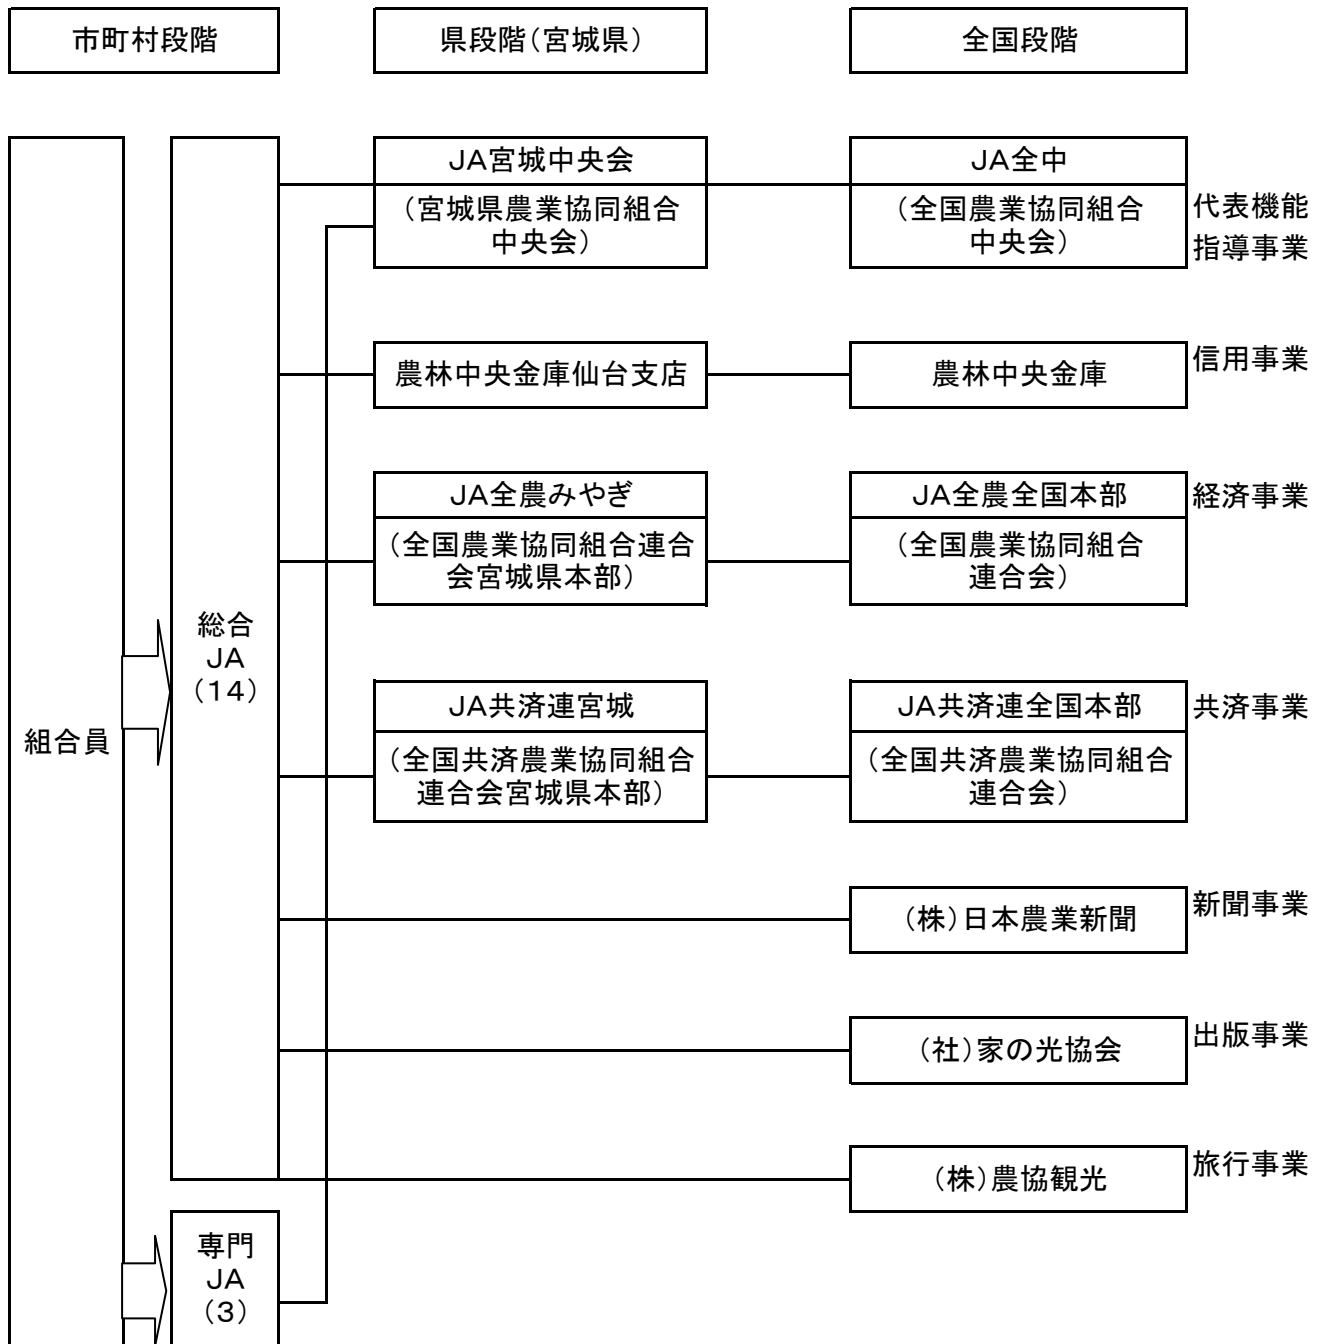 市町村段階
県段階(宮城県)
全国段階
組合員
総合
JA
(14)
専門
JA
(3)
JA宮城中央会
(宮城県農業協同組合
中央会)
JA全中
(全国農業協同組合
中央会)
代表機能
指導事業
農林中央金庫仙台支店
農林中央金庫
信用事業
JA全農みやぎ
(全国農業協同組合連合
会宮城県本部)
JA全農全国本部
(全国農業協同組合
連合会)
経済事業
JA共済連宮城
(全国共済農業協同組合
連合会宮城県本部)
JA共済連全国本部
(全国共済農業協同組合
連合会)
共済事業
(株)日本農業新聞
新聞事業
(社)家の光協会
出版事業
(株)農協観光
旅行事業